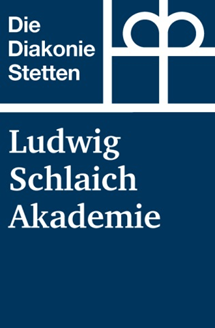 Die
Diakonie
Stetten
Ludwig
Schlaich
Akademie